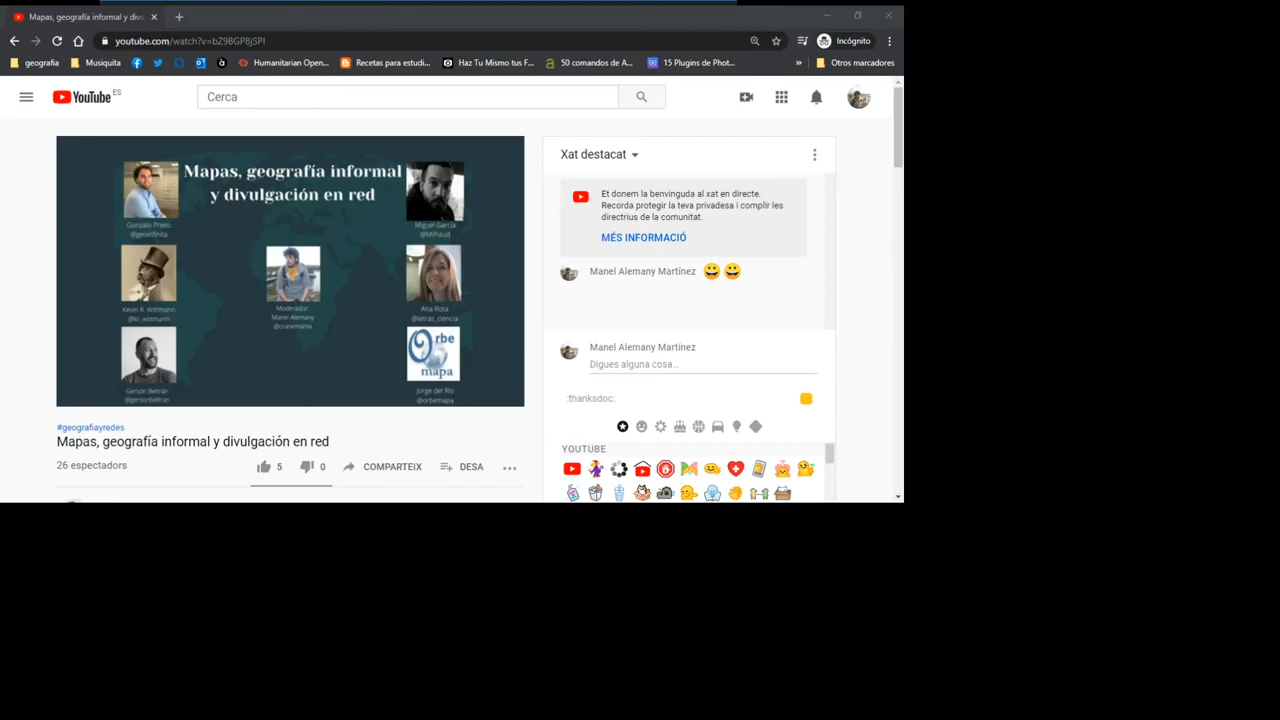 Mapas, geografía informal y divu
youtube.com/watch?v=bZ9BGPBjSPI
Incógnito
geografia
Musiquita
Humanitarian Open...
Recetas para estudi...
Haz Tu Mismo tus F...
50 comandos de A...
15 Plugins de Phot...
»
Otros marcadores
YouTube ES
Cerca
Mapas, geografía informal
y divulgación en red
Gonzalo Prieto
@geoinfinita
Miguel García
@Milhaud
Kevin R. Wittmann
@kr_wittmann
Moderador:
Manel Alemany
@cranemania
Ana Rota
@letras_ciencia
Orbe
mapa
Gerson Beltrán
@gersonbeltran
Jorge del Río
@orbemapa
#geografiayredes
Mapas, geografía informal y divulgación en red
26 espectadors
5
0
COMPARTEIX
DESA
Xat destacat
Et donem la benvinguda al xat en directe.
Recorda protegir la teva privadesa i complir les
directrius de la comunitat.
MÉS INFORMACIÓ
Manel Alemany Martínez 😀 😀
Manel Alemany Martínez
Digues alguna cosa...
:thanksdoc:
YOUTUBE